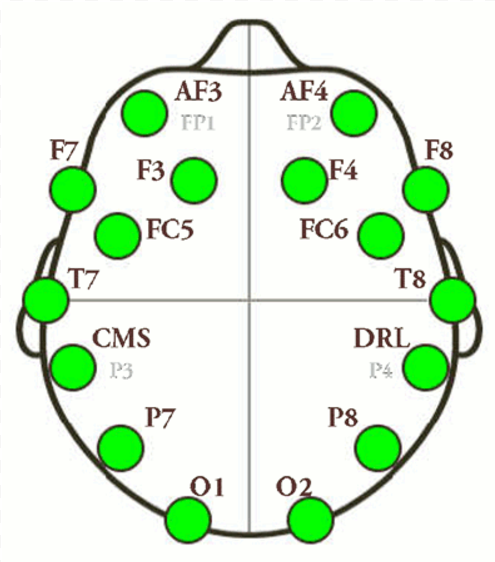 AF3 AF4
FP1 FP2
F7 F8
F3 F4
FC5 FC6
T7 T8
CMS DRL
P3 P4
P7 P8
O1 O2